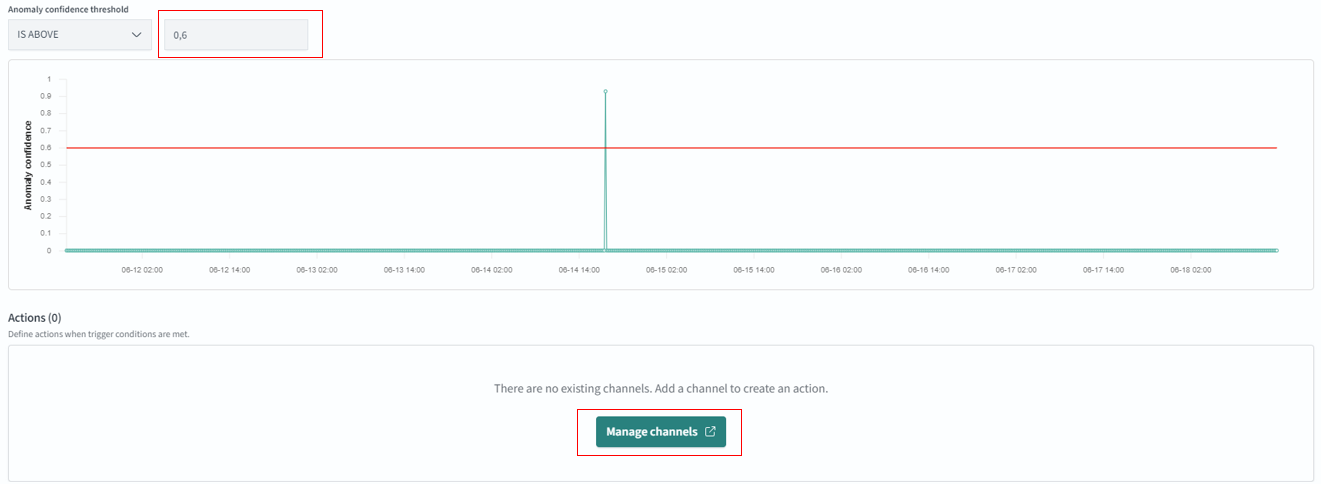 Anomaly confidence threshold
IS ABOVE
0,6
1
0.9
0.8
0.7
0.6
0.5
0.4
0.3
0.2
0.1
0
Anomaly confidence
06-12 02:00 06-12 14:00 06-13 02:00 06-13 14:00 06-14 02:00 06-14 14:00 06-15 02:00 06-15 14:00 06-16 02:00 06-16 14:00 06-17 02:00 06-17 14:00 06-18 02:00
Actions (0)
Define actions when trigger conditions are met.
There are no existing channels. Add a channel to create an action.
Manage channels